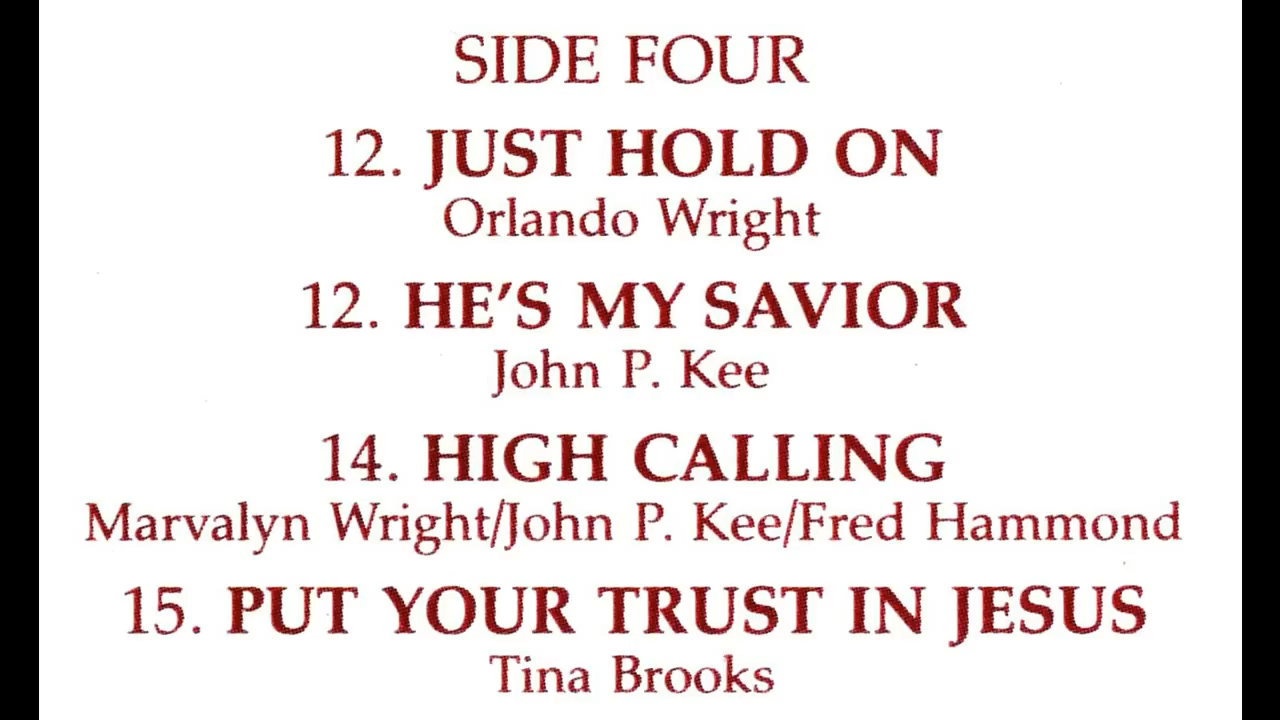 SIDE FOUR
12. JUST HOLD ON
Orlando Wright
12. HE'S MY SAVIOR
John P. Kee
14. HIGH CALLING
Marvalyn Wright/John P. Kee/Fred Hammond
15. PUT YOUR TRUST IN JESUS
Tina Brooks